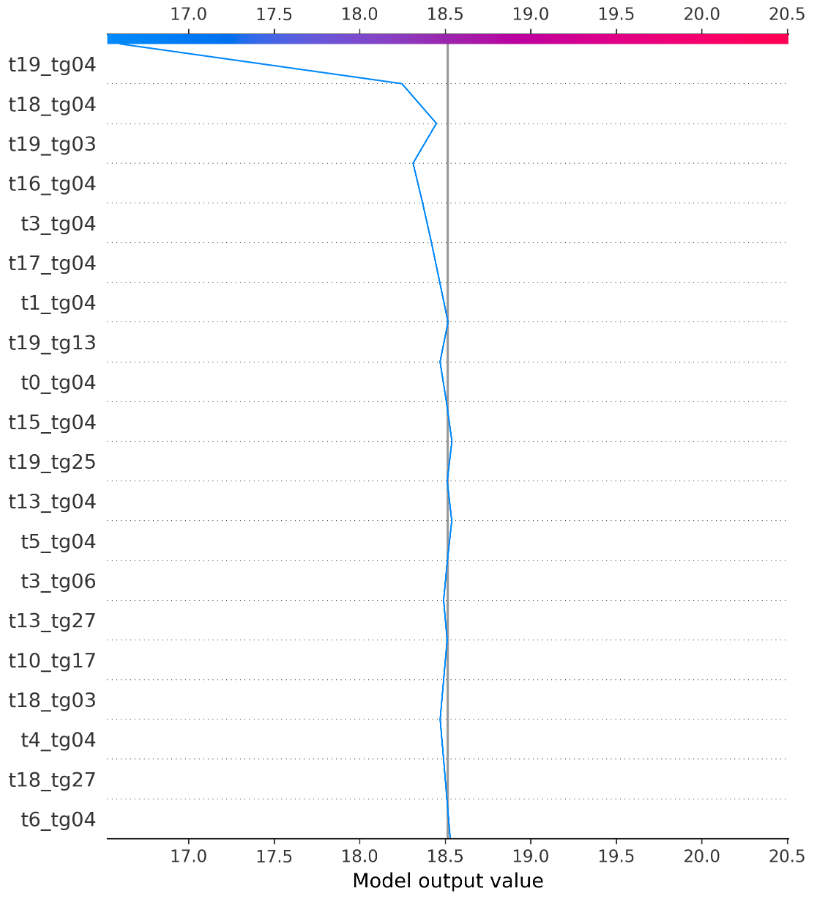 17.0 17.5 18.0 18.5 19.0 19.5 20.0 20.5
t19_tg04
t18_tg04
t19_tg03
t16_tg04
t3_tg04
t17_tg04
t1_tg04
t19_tg13
t0_tg04
t15_tg04
t19_tg25
t13_tg04
t5_tg04
t3_tg06
t13_tg27
t10_tg17
t18_tg03
t4_tg04
t18_tg27
t6_tg04
17.0 17.5 18.0 18.5 19.0 19.5 20.0 20.5
Model output value